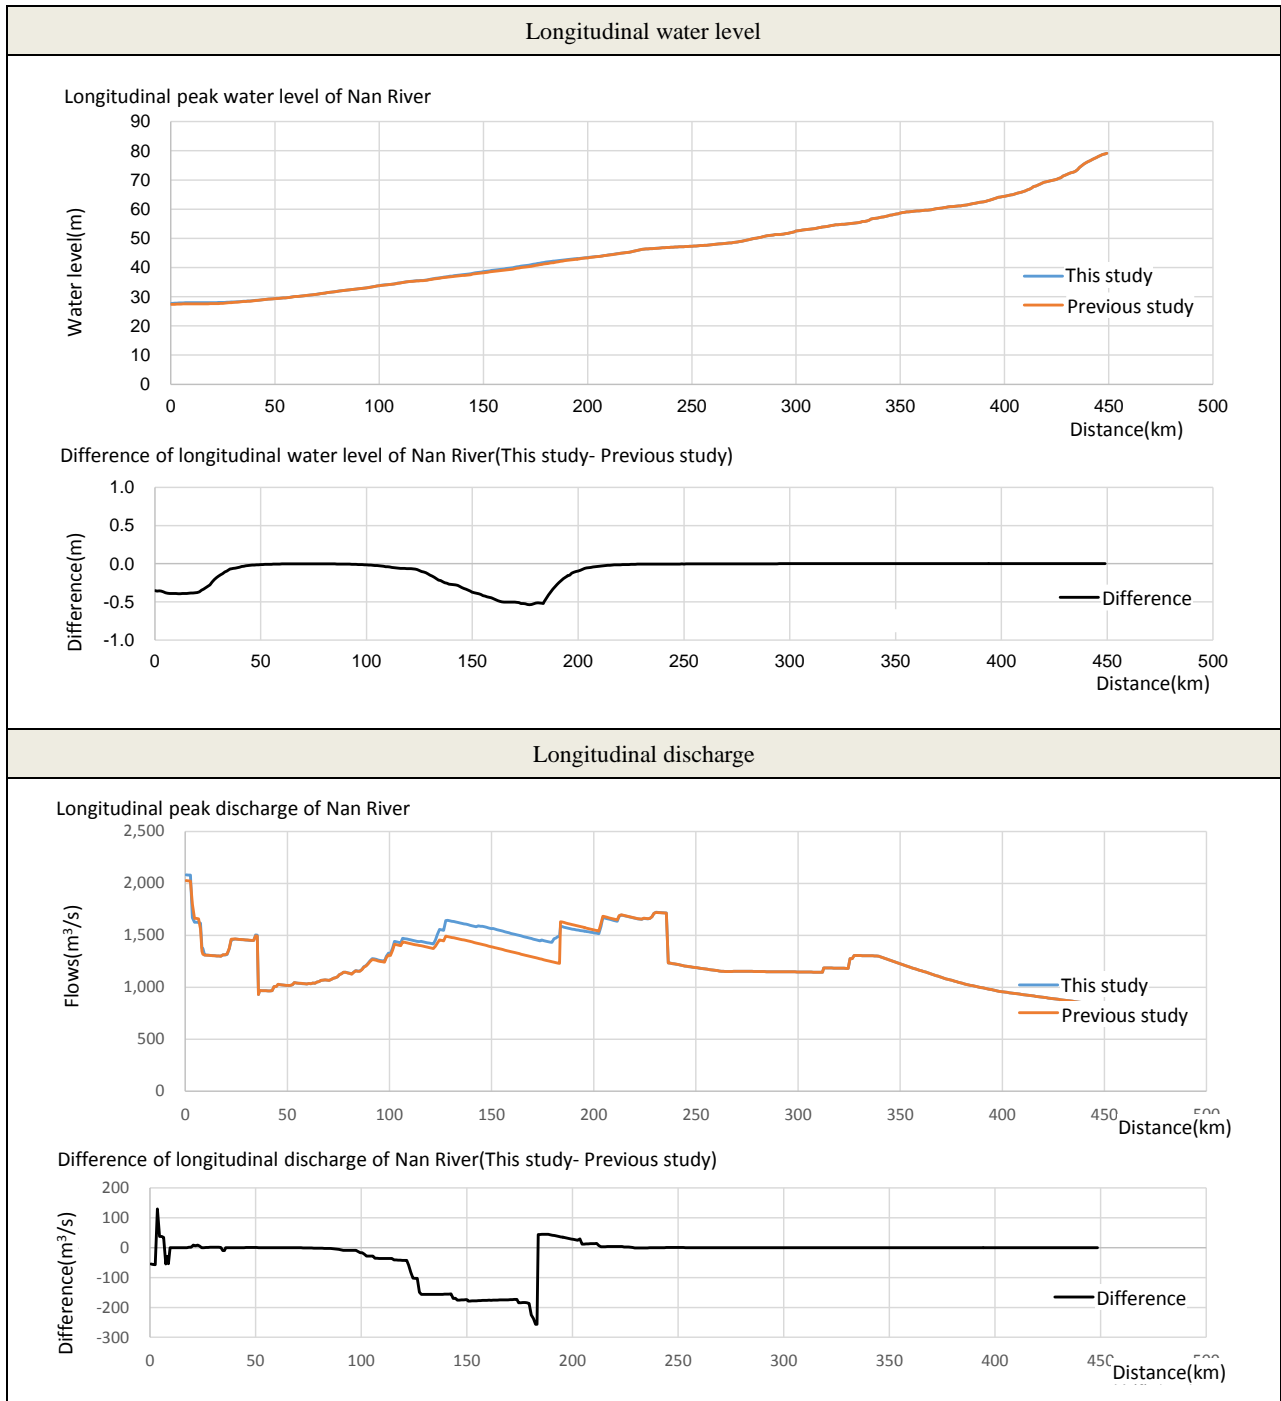 Longitudinal water level
Longitudinal peak water level of Nan River
90
80
70
60
50
40
30
20
10
0
Water level(m)
This study
Previous study
0 50 100 150 200 250 300 350 400 450 500
Distance(km)
Difference of longitudinal water level of Nan River(This study- Previous study)
1.0
0.5
0.0
-0.5
-1.0
Difference(m)
Difference
0 50 100 150 200 250 300 350 400 450 500
Distance(km)
Longitudinal discharge
Longitudinal peak discharge of Nan River
2,500
2,000
1,500
1,000
500
0
Flows(m³/s)
This study
Previous study
0 50 100 150 200 250 300 350 400 450
Distance(km)
Difference of longitudinal discharge of Nan River(This study- Previous study)
200
100
0
-100
-200
-300
Difference(m³/s)
Difference
0 50 100 150 200 250 300 350 400 450 500
Distance(km)